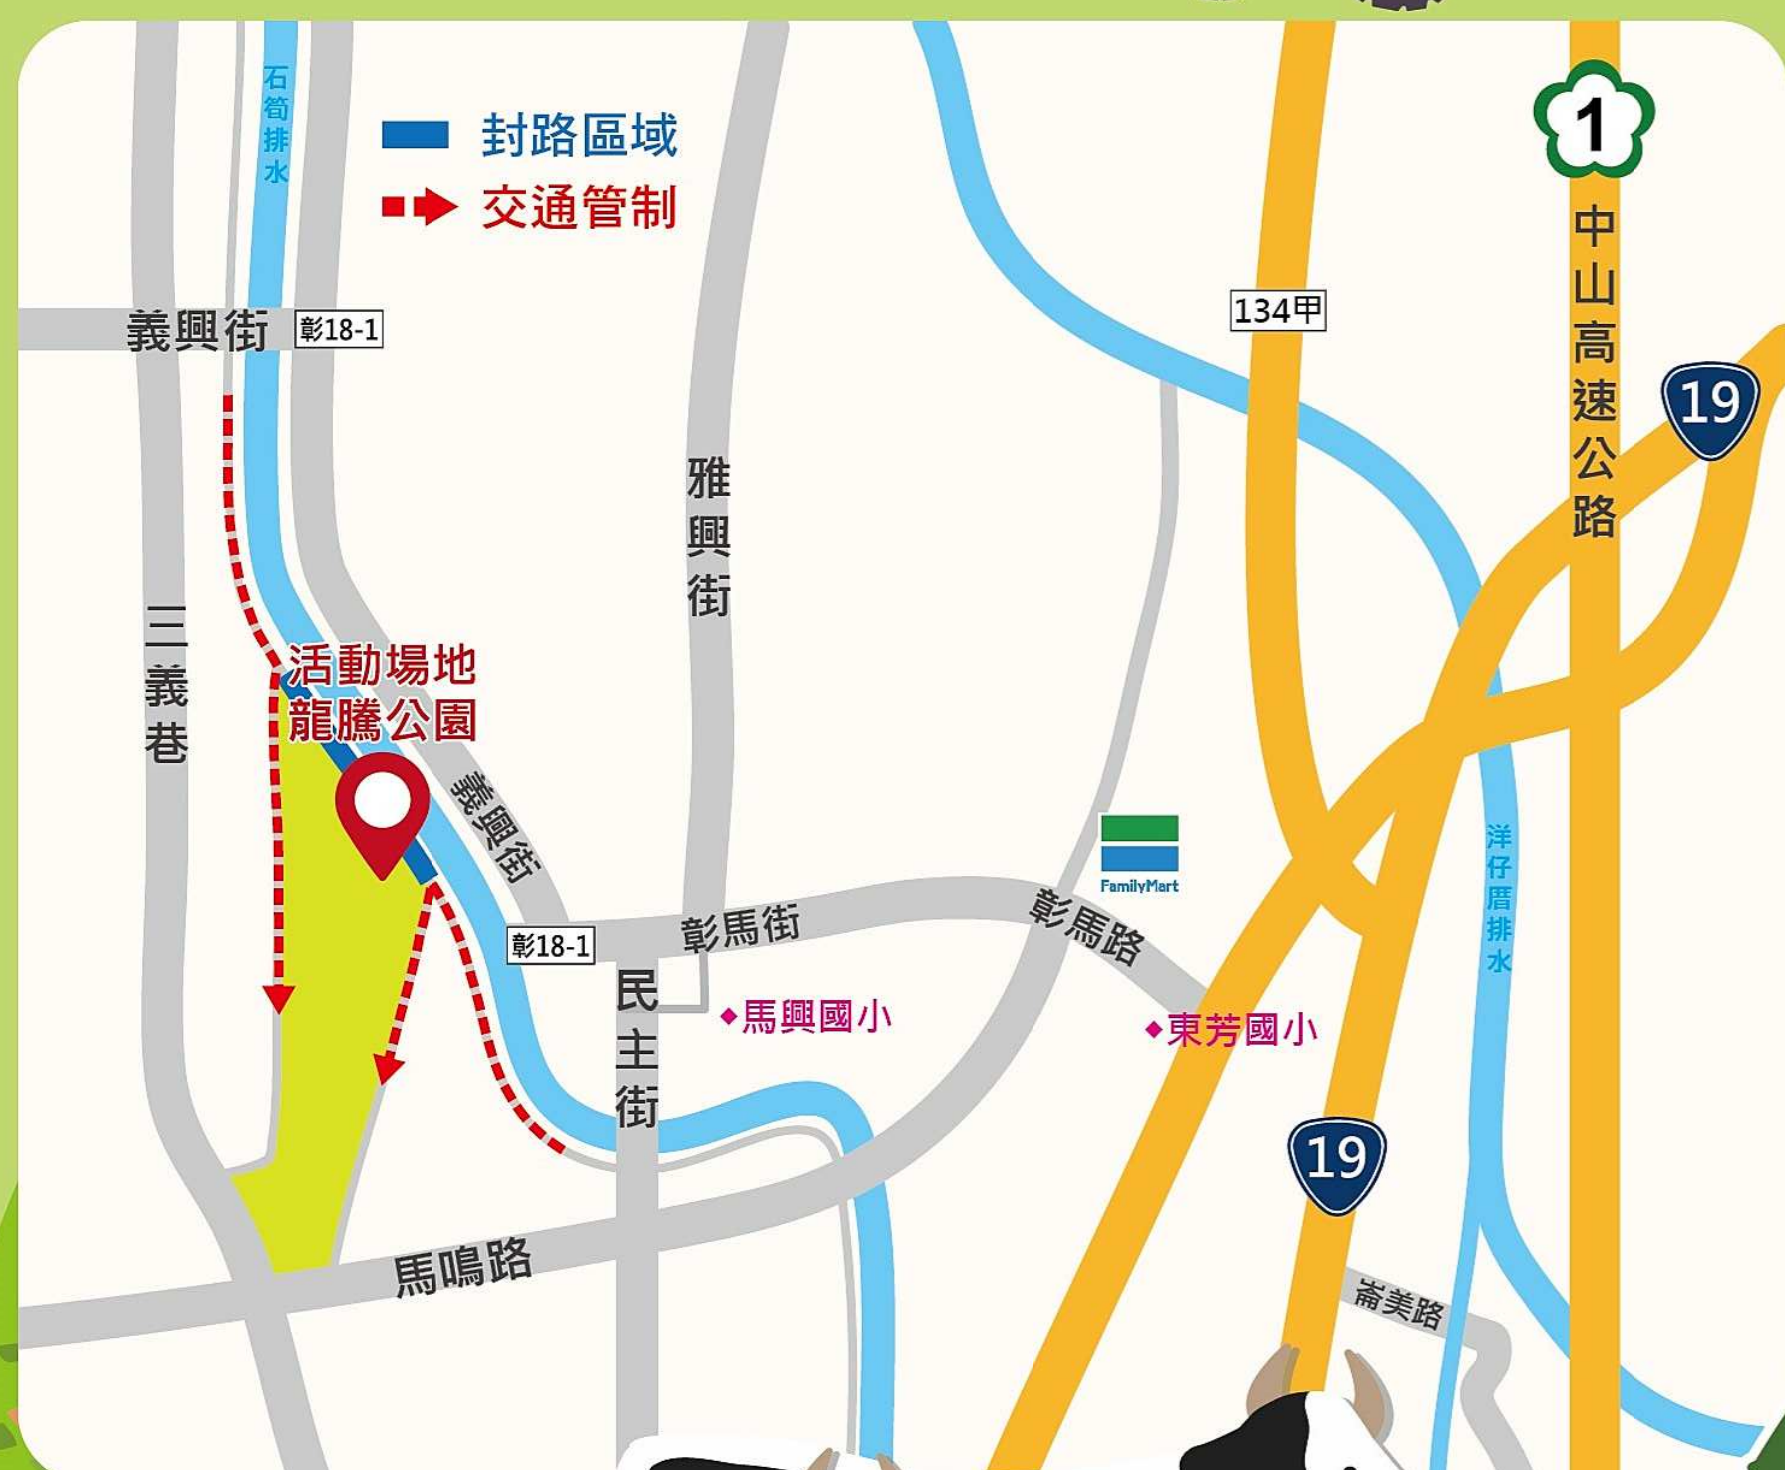 石筍排水
封路區域
交通管制
1
中山高速公路
134甲
義興街
彰18-1
19
雅興街
三義巷
活動場地
龍騰公園
義興街
FamilyMart
洋仔厝排水
彰馬路
彰馬街
彰18-1
民主街
馬興國小
東芳國小
19
馬鳴路
崙美路